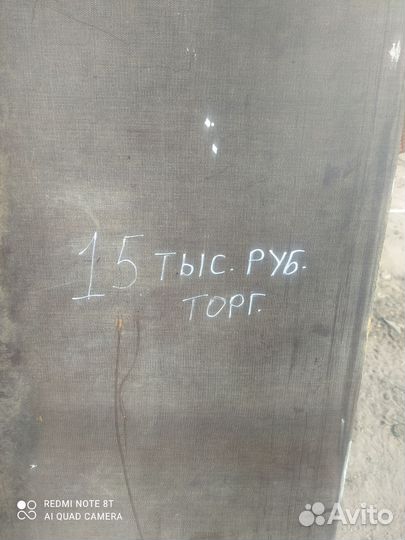 15 ТЫС. РУБ.
ТОРГ.
REDMI NOTE 8T
AI QUAD CAMERA
Avito